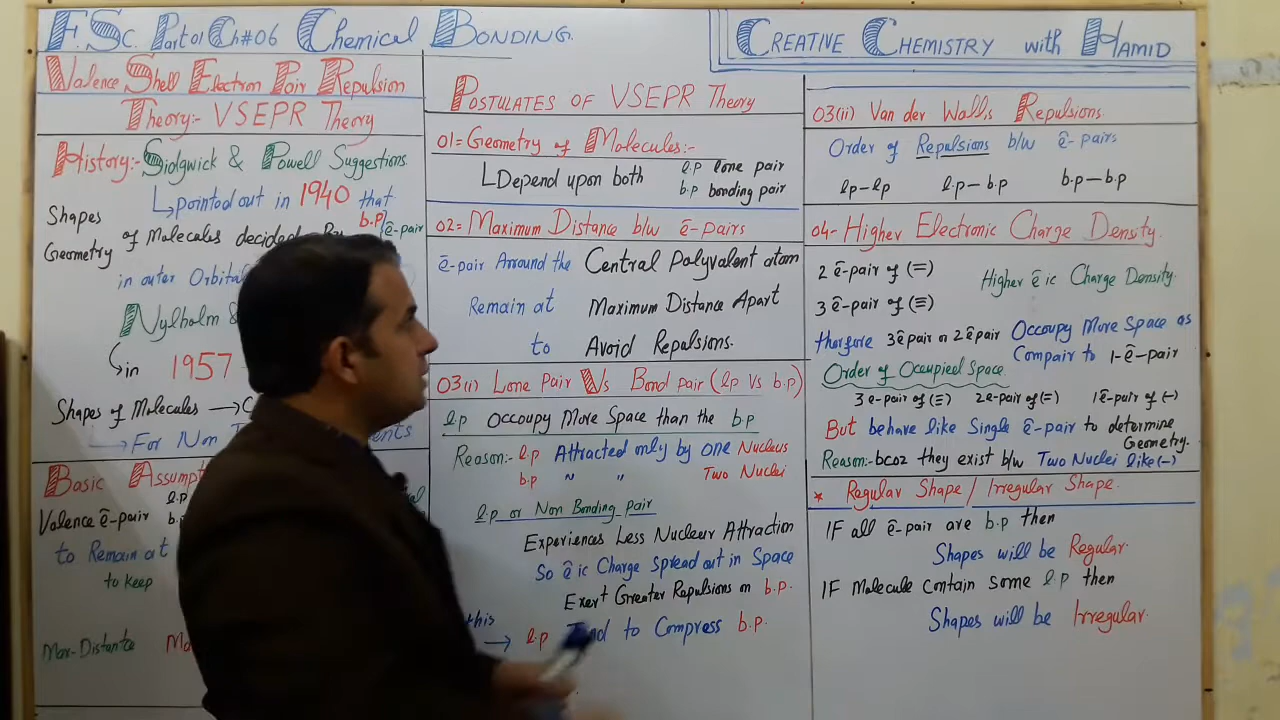 F.Sc. Part 01 Ch#06 Chemical Bonding.
Creative Chemistry with Hamid
Valence Shell Electron Pair Repulsion
Theory:- VSEPR Theory
History:- Sidgwick & Powell Suggestions
↳pointed out in 1940 that
Shapes
Geometry of Molecules decided
b.p
ē-pair
in outer Orbital
Nylholm &
↳in 1957
Shapes of Molecules →
→ For Non
Basic
Valence ē-pair
l.p
b.p
to Remain at
to keep
Max-Distante
Postulates of VSEPR Theory
01= Geometry of Molecules:-
↳Depend upon both
l.p lone pair
b.p bonding pair
02= Maximum Distance b/w ē-pairs
ē-pair Around the Central Polyvalent atom
Remain at Maximum Distance Apart
to Avoid Repulsions.
03(i) Lone Pair Vs Bond pair (lp Vs b.p)
l.p Occupy More Space than the b.p
Reason:- l.p Attracted only by one Nucleus
b.p " " Two Nuclei
l.p or Non Bonding pair
Experiences Less Nuclear Attraction
So ē ic Charge Spread out in Space
Exert Greater Repulsions on b.p.
this
→ l.p Tend to Compress b.p.
03(ii) Van der Wall,s Repulsions.
Order of Repulsions b/w ē-pairs
lp-lp l.p-b.p b.p-b.p
04- Higher Electronic Charge Density.
2 ē-pair of (=)
3 ē-pair of (≡)
Higher ē ic Charge Density.
therfore 3ē pair or 2ē pair Occupy More Space as
Compair to 1-ē-pair
Order of Occupied Space
3 e-pair of (≡) 2e-pair of (=) 1ē-pair of (-)
But behave like Single ē-pair to determine
Geometry.
Reason:- bcoz they exist b/w Two Nuclei like (-)
* Regular Shape / Irregular Shape.
IF all ē-pair are b.p then
Shapes will be Regular.
IF Molecule Contain Some l.p then
Shapes will be Irregular.